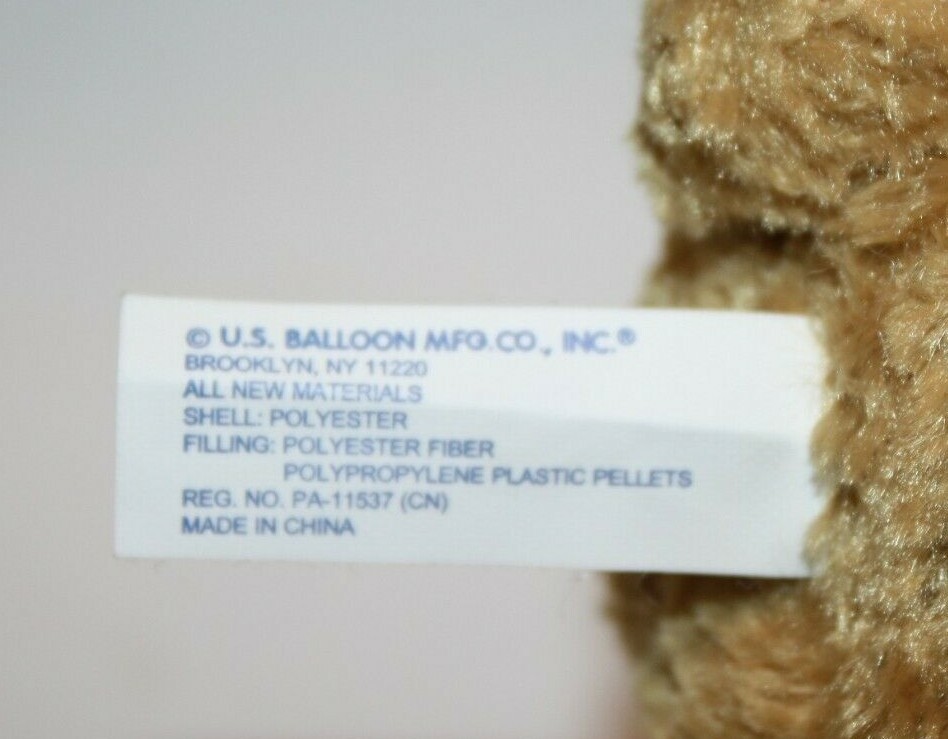 © U.S. BALLOON MFG.CO., INC.®
BROOKLYN, NY 11220
ALL NEW MATERIALS
SHELL: POLYESTER
FILLING: POLYESTER FIBER
POLYPROPYLENE PLASTIC PELLETS
REG. NO. PA-11537 (CN)
MADE IN CHINA